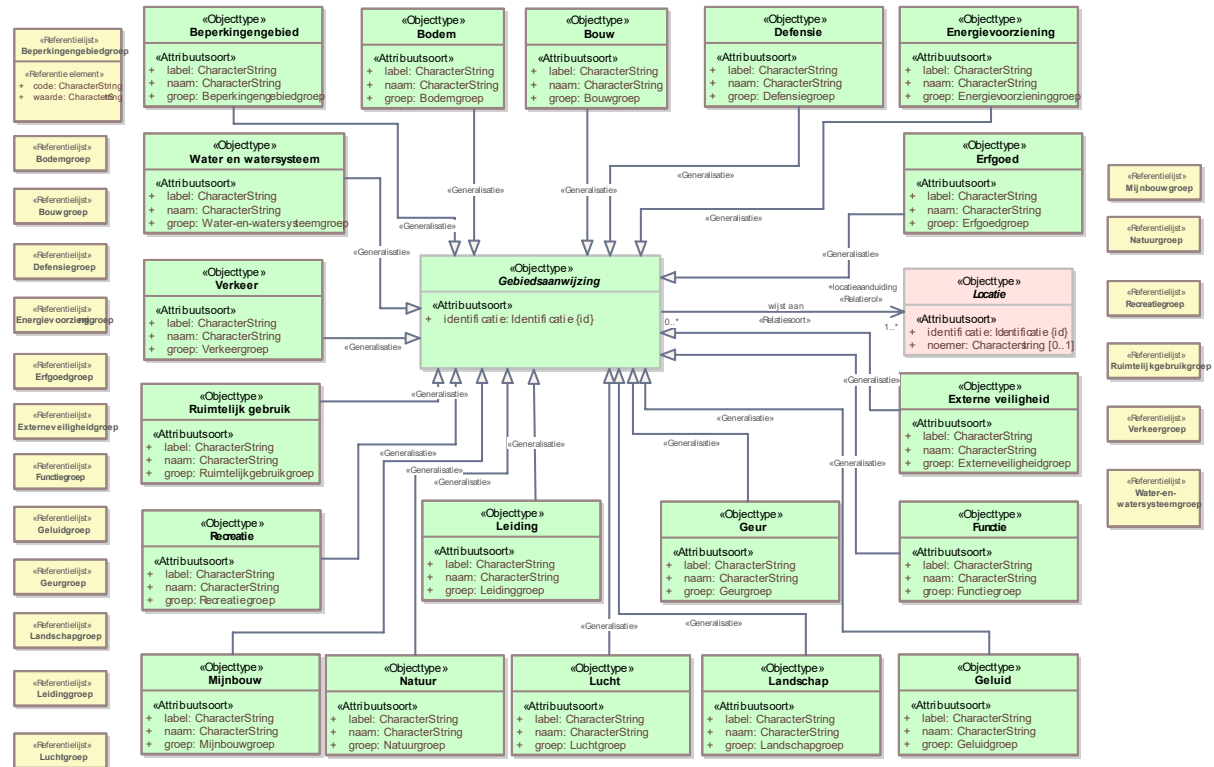 «Referentielijst»
Beperkingengebiedgroep
«Referentie element»
+ code: CharacterString
+ waarde: CharacterString
«Referentielijst»
Bodemgroep
«Referentielijst»
Bouwgroep
«Referentielijst»
Defensiegroep
«Referentielijst»
Energievoorzieninggroep
«Referentielijst»
Erfgoedgroep
«Referentielijst»
Externeveiligheidgroep
«Referentielijst»
Functiegroep
«Referentielijst»
Geluidgroep
«Referentielijst»
Geurgroep
«Referentielijst»
Landschapgroep
«Referentielijst»
Leidinggroep
«Referentielijst»
Luchtgroep
«Objecttype»
Beperkingengebied
«Attribuutsoort»
+ label: CharacterString
+ naam: CharacterString
+ groep: Beperkingengebiedgroep
«Objecttype»
Bodem
«Attribuutsoort»
+ label: CharacterString
+ naam: CharacterString
+ groep: Bodemgroep
«Objecttype»
Bouw
«Attribuutsoort»
+ label: CharacterString
+ naam: CharacterString
+ groep: Bouwgroep
«Objecttype»
Defensie
«Attribuutsoort»
+ label: CharacterString
+ naam: CharacterString
+ groep: Defensiegroep
«Objecttype»
Energievoorziening
«Attribuutsoort»
+ label: CharacterString
+ naam: CharacterString
+ groep: Energievoorzieninggroep
«Objecttype»
Water en watersysteem
«Attribuutsoort»
+ label: CharacterString
+ naam: CharacterString
+ groep: Water-en-watersysteemgroep
«Objecttype»
Erfgoed
«Attribuutsoort»
+ label: CharacterString
+ naam: CharacterString
+ groep: Erfgoedgroep
«Generalisatie»
«Generalisatie»
«Generalisatie»
«Generalisatie»
«Generalisatie»
«Generalisatie»
«Generalisatie»
«Generalisatie»
«Objecttype»
Verkeer
«Attribuutsoort»
+ label: CharacterString
+ naam: CharacterString
+ groep: Verkeergroep
«Generalisatie»
«Objecttype»
Gebiedsaanwijzing
«Attribuutsoort»
+ identificatie: Identificatie {id}
+locatieaanduiding
wijst aan
«Relatierol»
0..*
«Relatiesoort»
1..*
«Objecttype»
Locatie
«Attribuutsoort»
+ identificatie: Identificatie {id}
+ noemer: Characterstring [0..1]
«Objecttype»
Ruimtelijk gebruik
«Attribuutsoort»
+ label: CharacterString
+ naam: CharacterString
+ groep: Ruimtelijkgebruikgroep
«Generalisatie»
«Generalisatie»
«Generalisatie»
«Generalisatie»
«Generalisatie»
«Generalisatie»
«Generalisatie»
«Generalisatie»
«Objecttype»
Externe veiligheid
«Attribuutsoort»
+ label: CharacterString
+ naam: CharacterString
+ groep: Externeveiligheidgroep
«Objecttype»
Recreatie
«Attribuutsoort»
+ label: CharacterString
+ naam: CharacterString
+ groep: Recreatiegroep
«Objecttype»
Leiding
«Attribuutsoort»
+ label: CharacterString
+ naam: CharacterString
+ groep: Leidinggroep
«Objecttype»
Geur
«Attribuutsoort»
+ label: CharacterString
+ naam: CharacterString
+ groep: Geurgroep
«Generalisatie»
«Objecttype»
Functie
«Attribuutsoort»
+ label: CharacterString
+ naam: CharacterString
+ groep: Functiegroep
«Generalisatie»
«Generalisatie»
«Objecttype»
Mijnbouw
«Attribuutsoort»
+ label: CharacterString
+ naam: CharacterString
+ groep: Mijnbouwgroep
«Objecttype»
Natuur
«Attribuutsoort»
+ label: CharacterString
+ naam: CharacterString
+ groep: Natuurgroep
«Objecttype»
Lucht
«Attribuutsoort»
+ label: CharacterString
+ naam: CharacterString
+ groep: Luchtgroep
«Objecttype»
Landschap
«Attribuutsoort»
+ label: CharacterString
+ naam: CharacterString
+ groep: Landschapgroep
«Objecttype»
Geluid
«Attribuutsoort»
+ label: CharacterString
+ naam: CharacterString
+ groep: Geluidgroep
«Referentielijst»
Mijnbouwgroep
«Referentielijst»
Natuurgroep
«Referentielijst»
Recreatiegroep
«Referentielijst»
Ruimtelijkgebruikgroep
«Referentielijst»
Verkeergroep
«Referentielijst»
Water-en-
watersysteemgroep